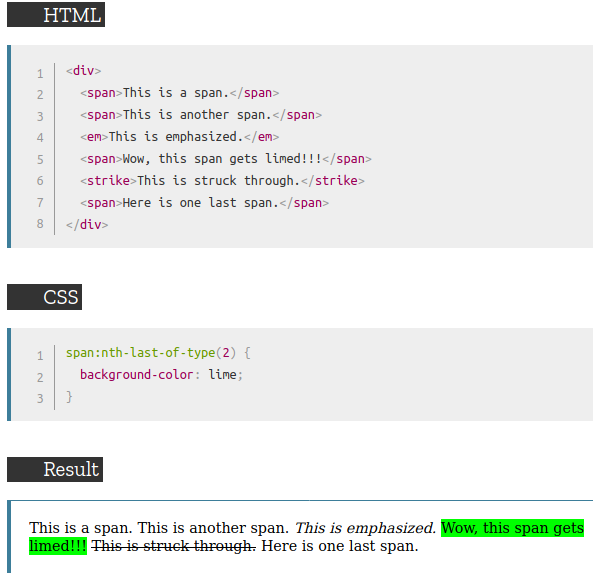 HTML
1 <div>
2   <span>This is a span.</span>
3   <span>This is another span.</span>
4   <em>This is emphasized.</em>
5   <span>Wow, this span gets limed!!!</span>
6   <strike>This is struck through.</strike>
7   <span>Here is one last span.</span>
8 </div>
CSS
1 span:nth-last-of-type(2) {
2   background-color: lime;
3 }
Result
This is a span. This is another span. This is emphasized. Wow, this span gets
limed!!! This is struck through. Here is one last span.